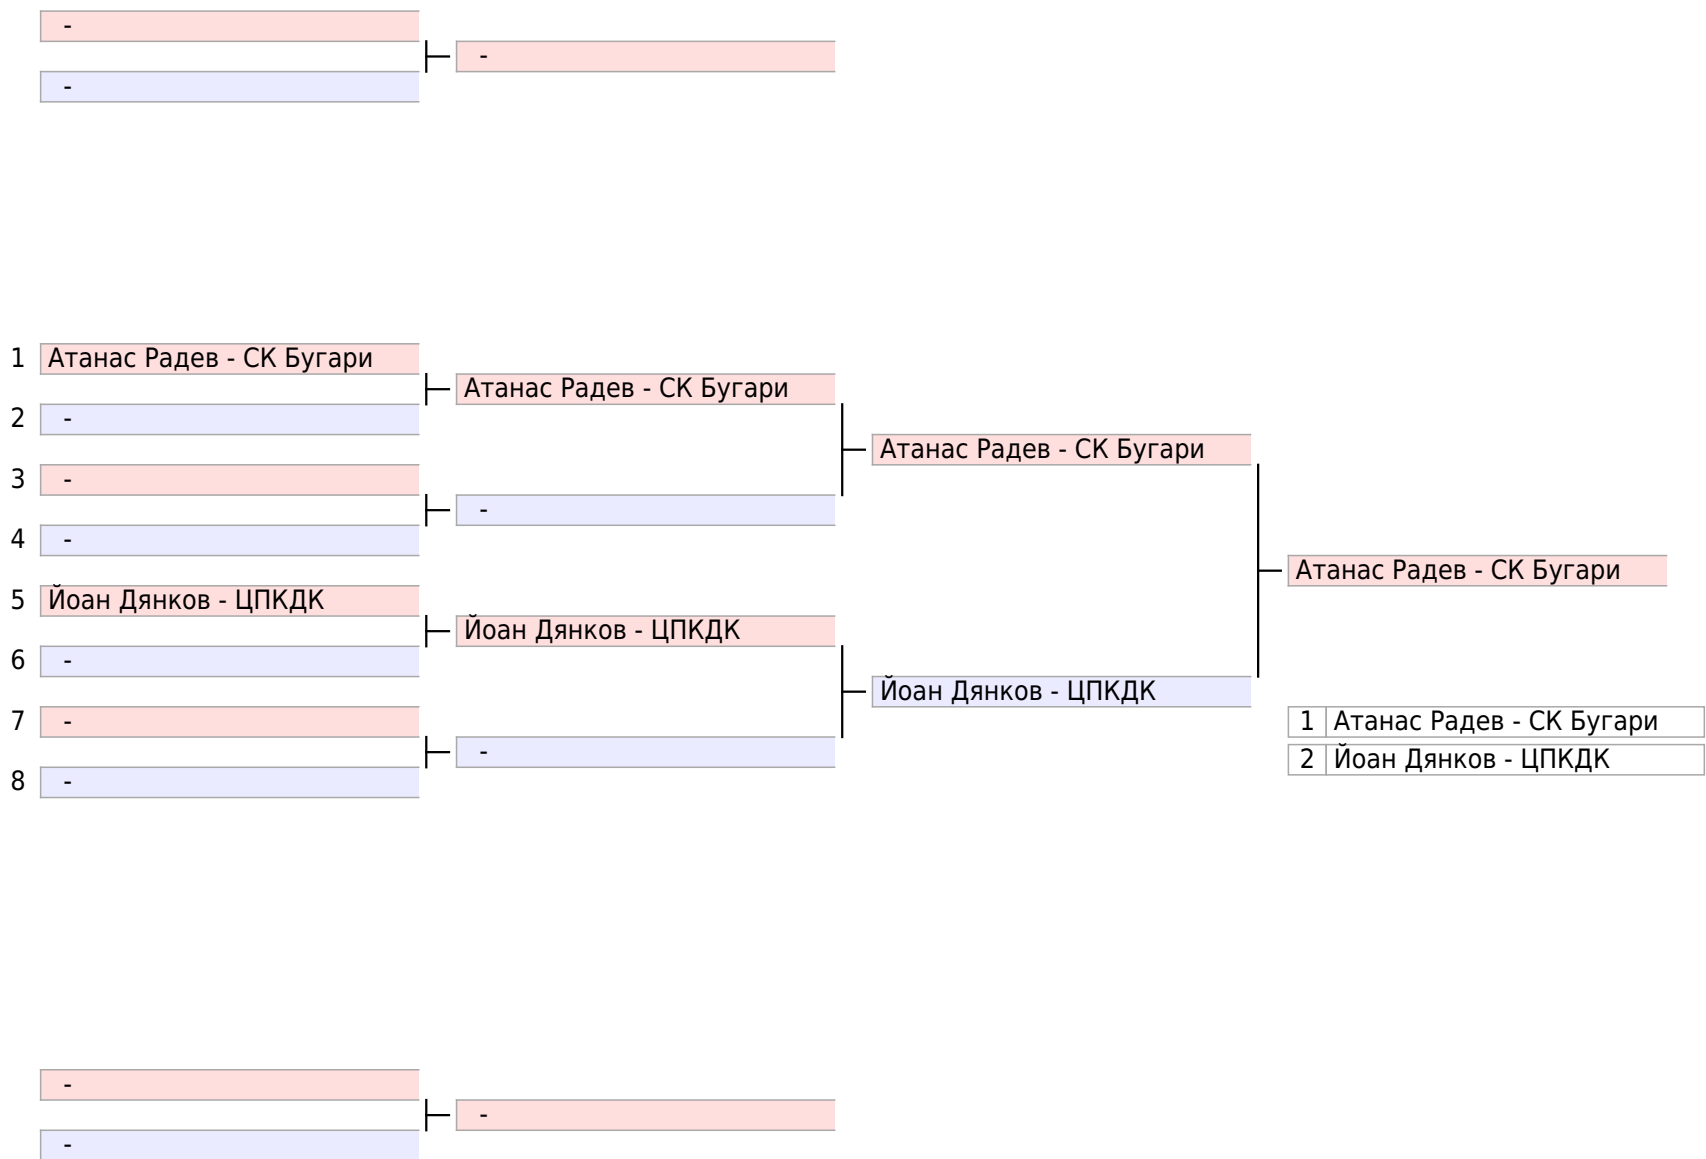 -
-
-
1 Атанас Радев - СК Бугари
Атанас Радев - СК Бугари
2 -
Атанас Радев - СК Бугари
3 -
-
4 -
Атанас Радев - СК Бугари
5 Йоан Дянков - ЦПКДК
Йоан Дянков - ЦПКДК
6 -
Йоан Дянков - ЦПКДК
7 -
1 Атанас Радев - СК Бугари
-
2 Йоан Дянков - ЦПКДК
8 -
-
-
-